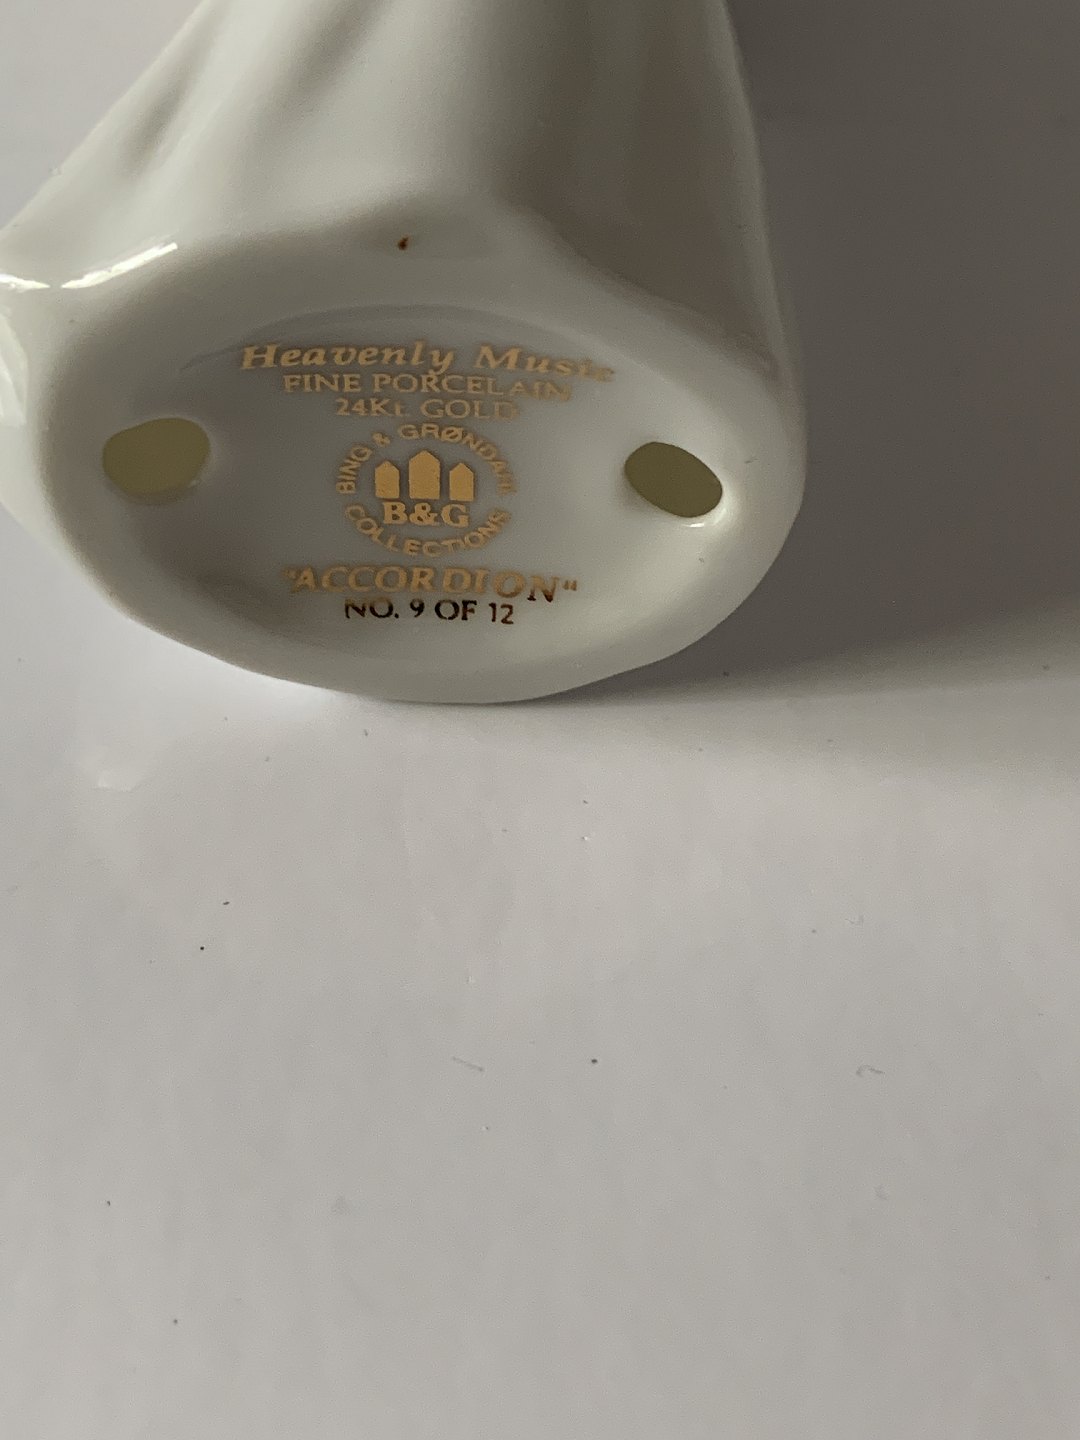 Heavenly Music
FINE PORCELAIN
24Kt. GOLD
BING & GRØNDAHL
B&G
COLLECTIONS
"ACCORDION"
NO. 9 OF 12